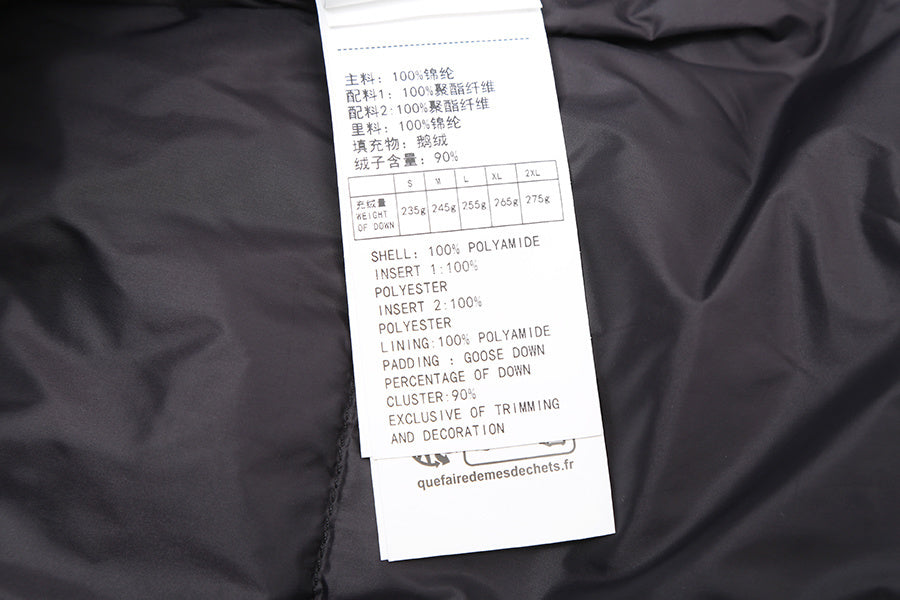 主料: 100%锦纶
配料1: 100%聚酯纤维
配料2:100%聚酯纤维
里料: 100%锦纶
填充物: 鹅绒
绒子含量: 90%
S M L XL 2XL
充绒量
WEIGHT
OF DOWN
235g 245g 255g 265g 275g
SHELL: 100% POLYAMIDE
INSERT 1:100%
POLYESTER
INSERT 2:100%
POLYESTER
LINING:100% POLYAMIDE
PADDING : GOOSE DOWN
PERCENTAGE OF DOWN
CLUSTER:90%
EXCLUSIVE OF TRIMMING
AND DECORATION
quefairedemesdechets.fr